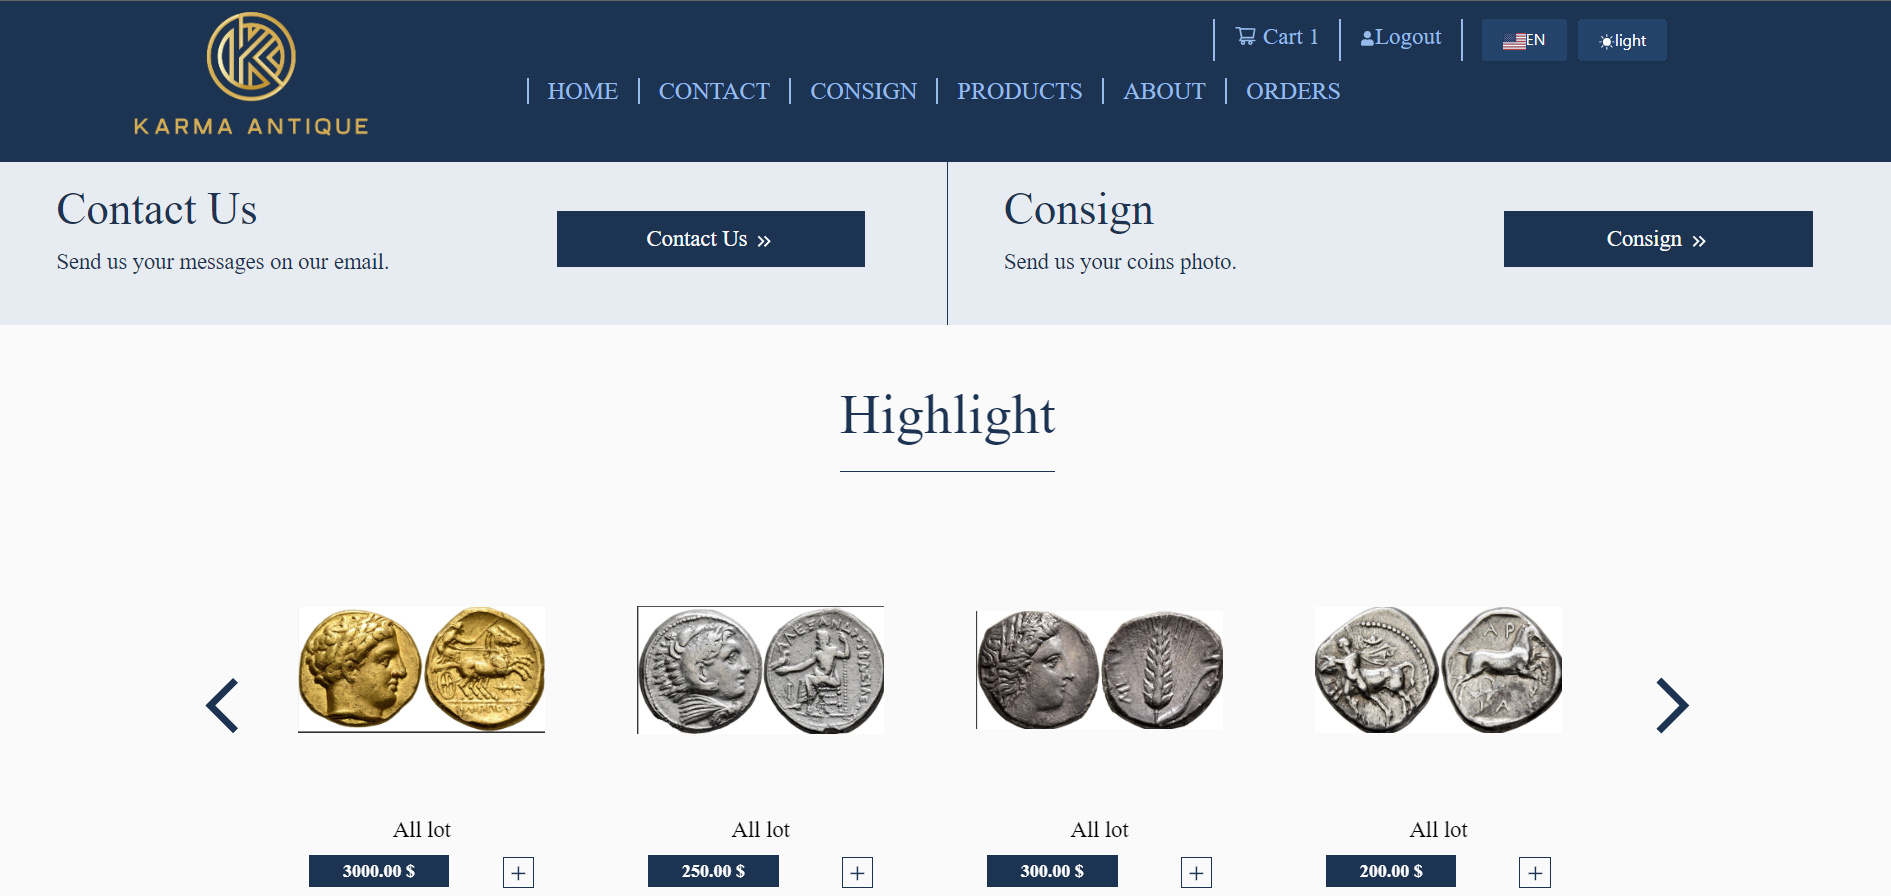 KARMA ANTIQUE
Cart 1
Logout
EN
light
HOME
CONTACT
CONSIGN
PRODUCTS
ABOUT
ORDERS
Contact Us
Send us your messages on our email.
Contact Us »
Consign
Send us your coins photo.
Consign »
Highlight
ΑΡ
ΙΑ
All lot
All lot
All lot
All lot
3000.00 $
+
250.00 $
+
300.00 $
+
200.00 $
+